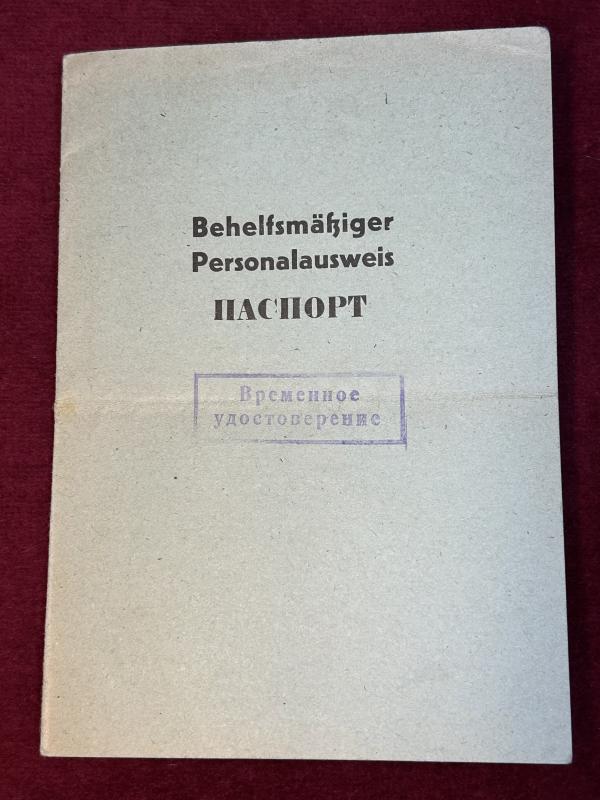 Behelfsmäßiger
Personalausweis
ПАСПОРТ
Временное
удостоверение